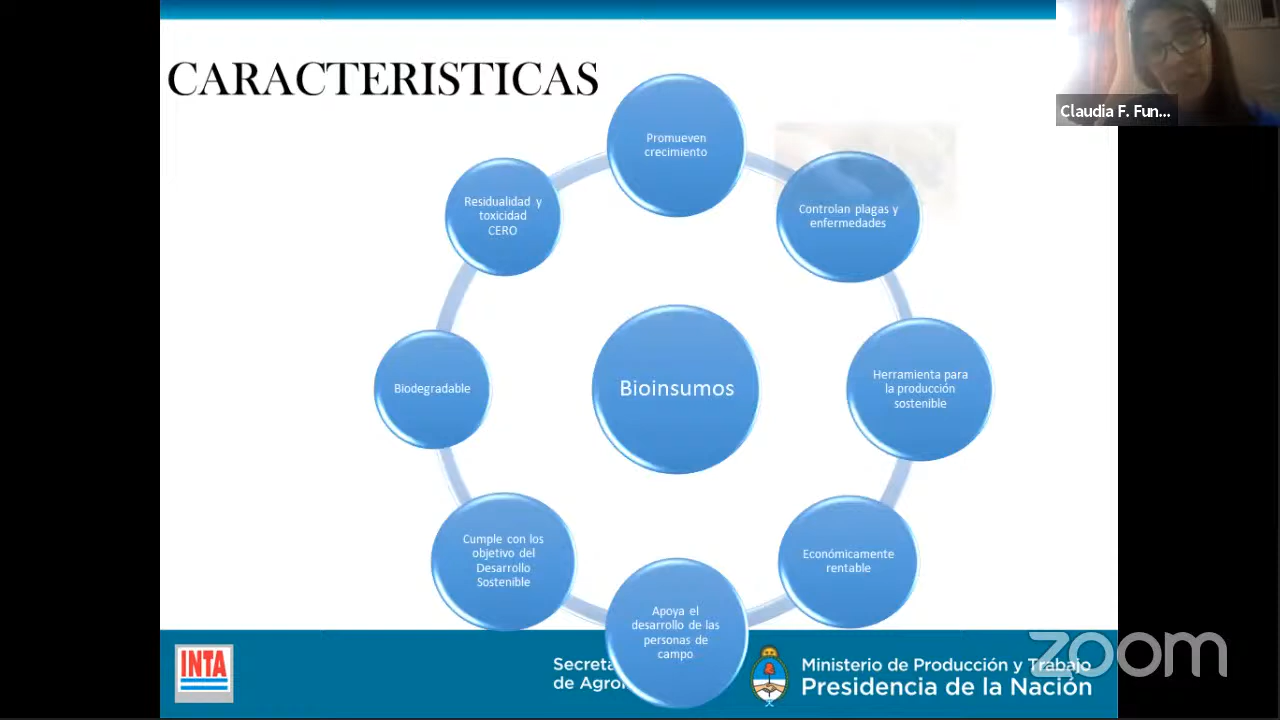 CARACTERISTICAS
Claudia F. Fun...
Promueven
crecimiento
Controlan plagas y
enfermedades
Herramienta para
la producción
sostenible
Económicamente
rentable
Apoya el
desarrollo de las
personas de
campo
Cumple con los
objetivo del
Desarrollo
Sostenible
Biodegradable
Residualidad y
toxicidad
CERO
Bioinsumos
INTA
Secreta
de Agroi
Ministerio de Producción y Trabajo
Presidencia de la Nación
zoom